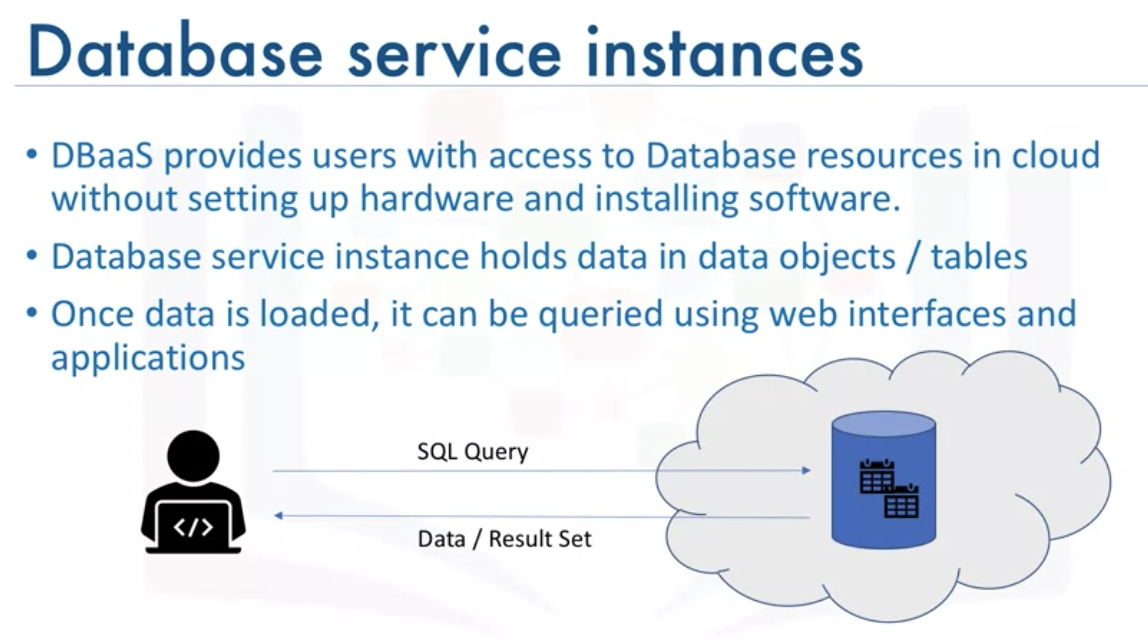 Database service instances
• DBaaS provides users with access to Database resources in cloud
without setting up hardware and installing software.
• Database service instance holds data in data objects / tables
• Once data is loaded, it can be queried using web interfaces and
applications
SQL Query
</>
Data / Result Set